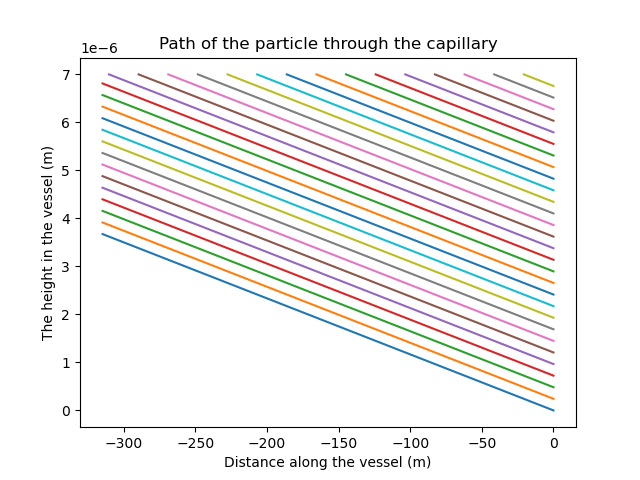 Path of the particle through the capillary
1e−6
7
6
5
4
3
2
1
0
The height in the vessel (m)
−300 −250 −200 −150 −100 −50 0
Distance along the vessel (m)